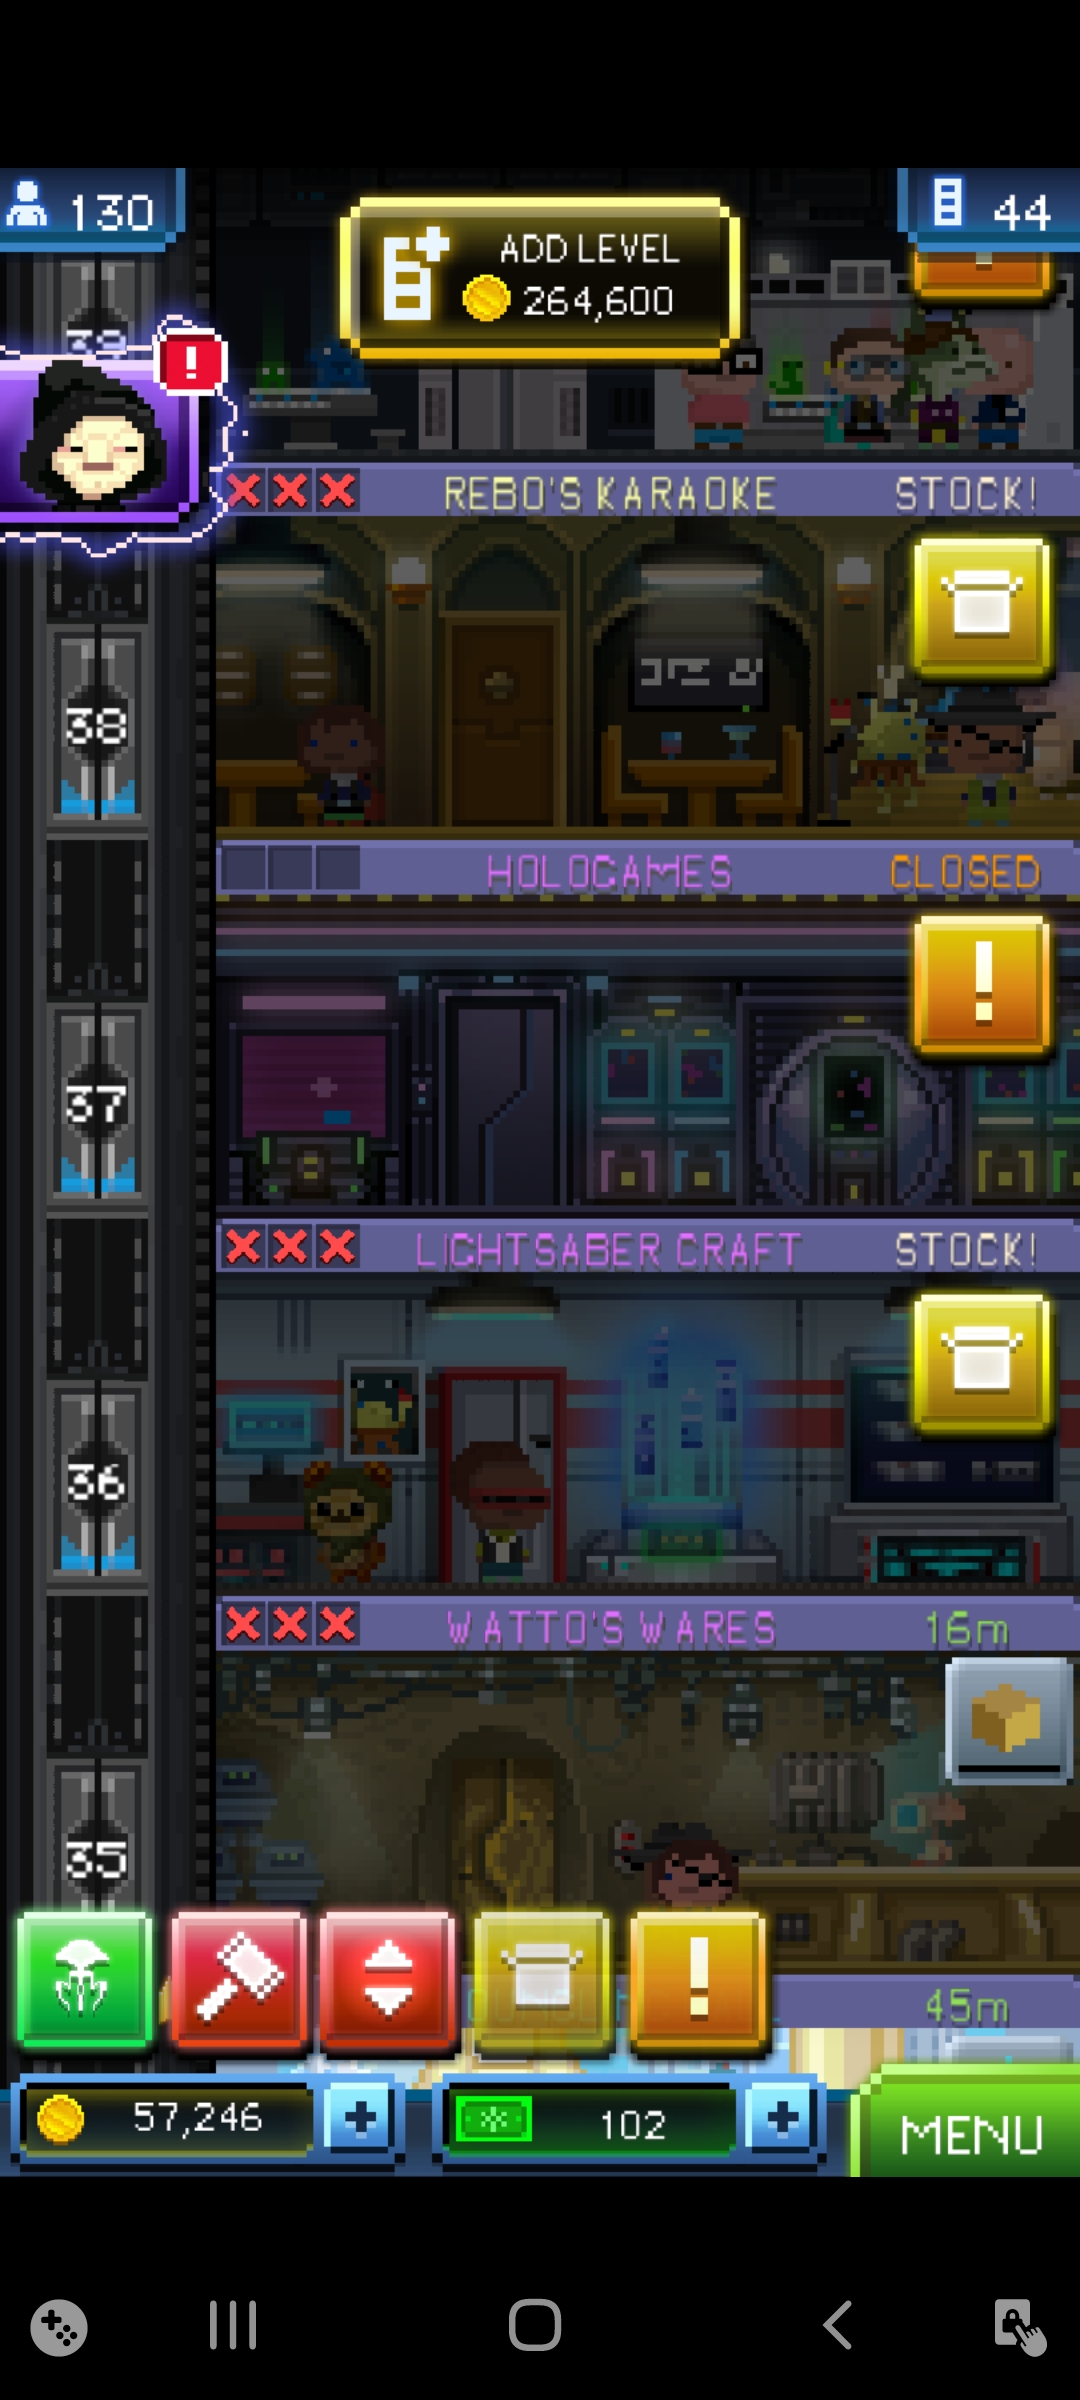 130
ADD LEVEL
264,600
44
39
REBO'S KARAOKE
STOCK!
38
HOLOGAMES
CLOSED
37
LIGHTSABER CRAFT
STOCK!
36
WATTO'S WARES
16m
35
45m
57,246
102
MENU